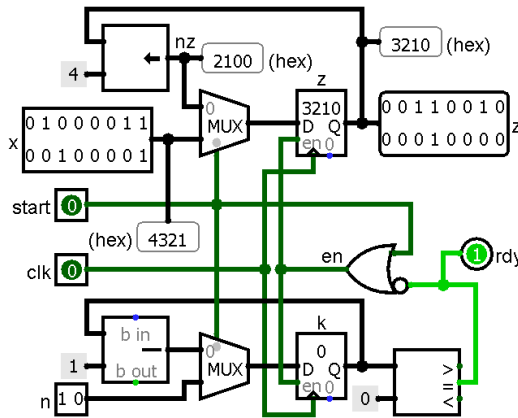 nz
2100 (hex)
3210 (hex)
4
z
0
MUX
3210
D Q
en 0
0 0 1 1 0 0 1 0
0 0 0 1 0 0 0 0
z
x
0 1 0 0 0 0 1 1
0 0 1 0 0 0 0 1
start 0
(hex) 4321
clk 0
en
1 rdy
b in
b out
1
n 1 0
0
MUX
k
0
D Q
en 0
0
< = >